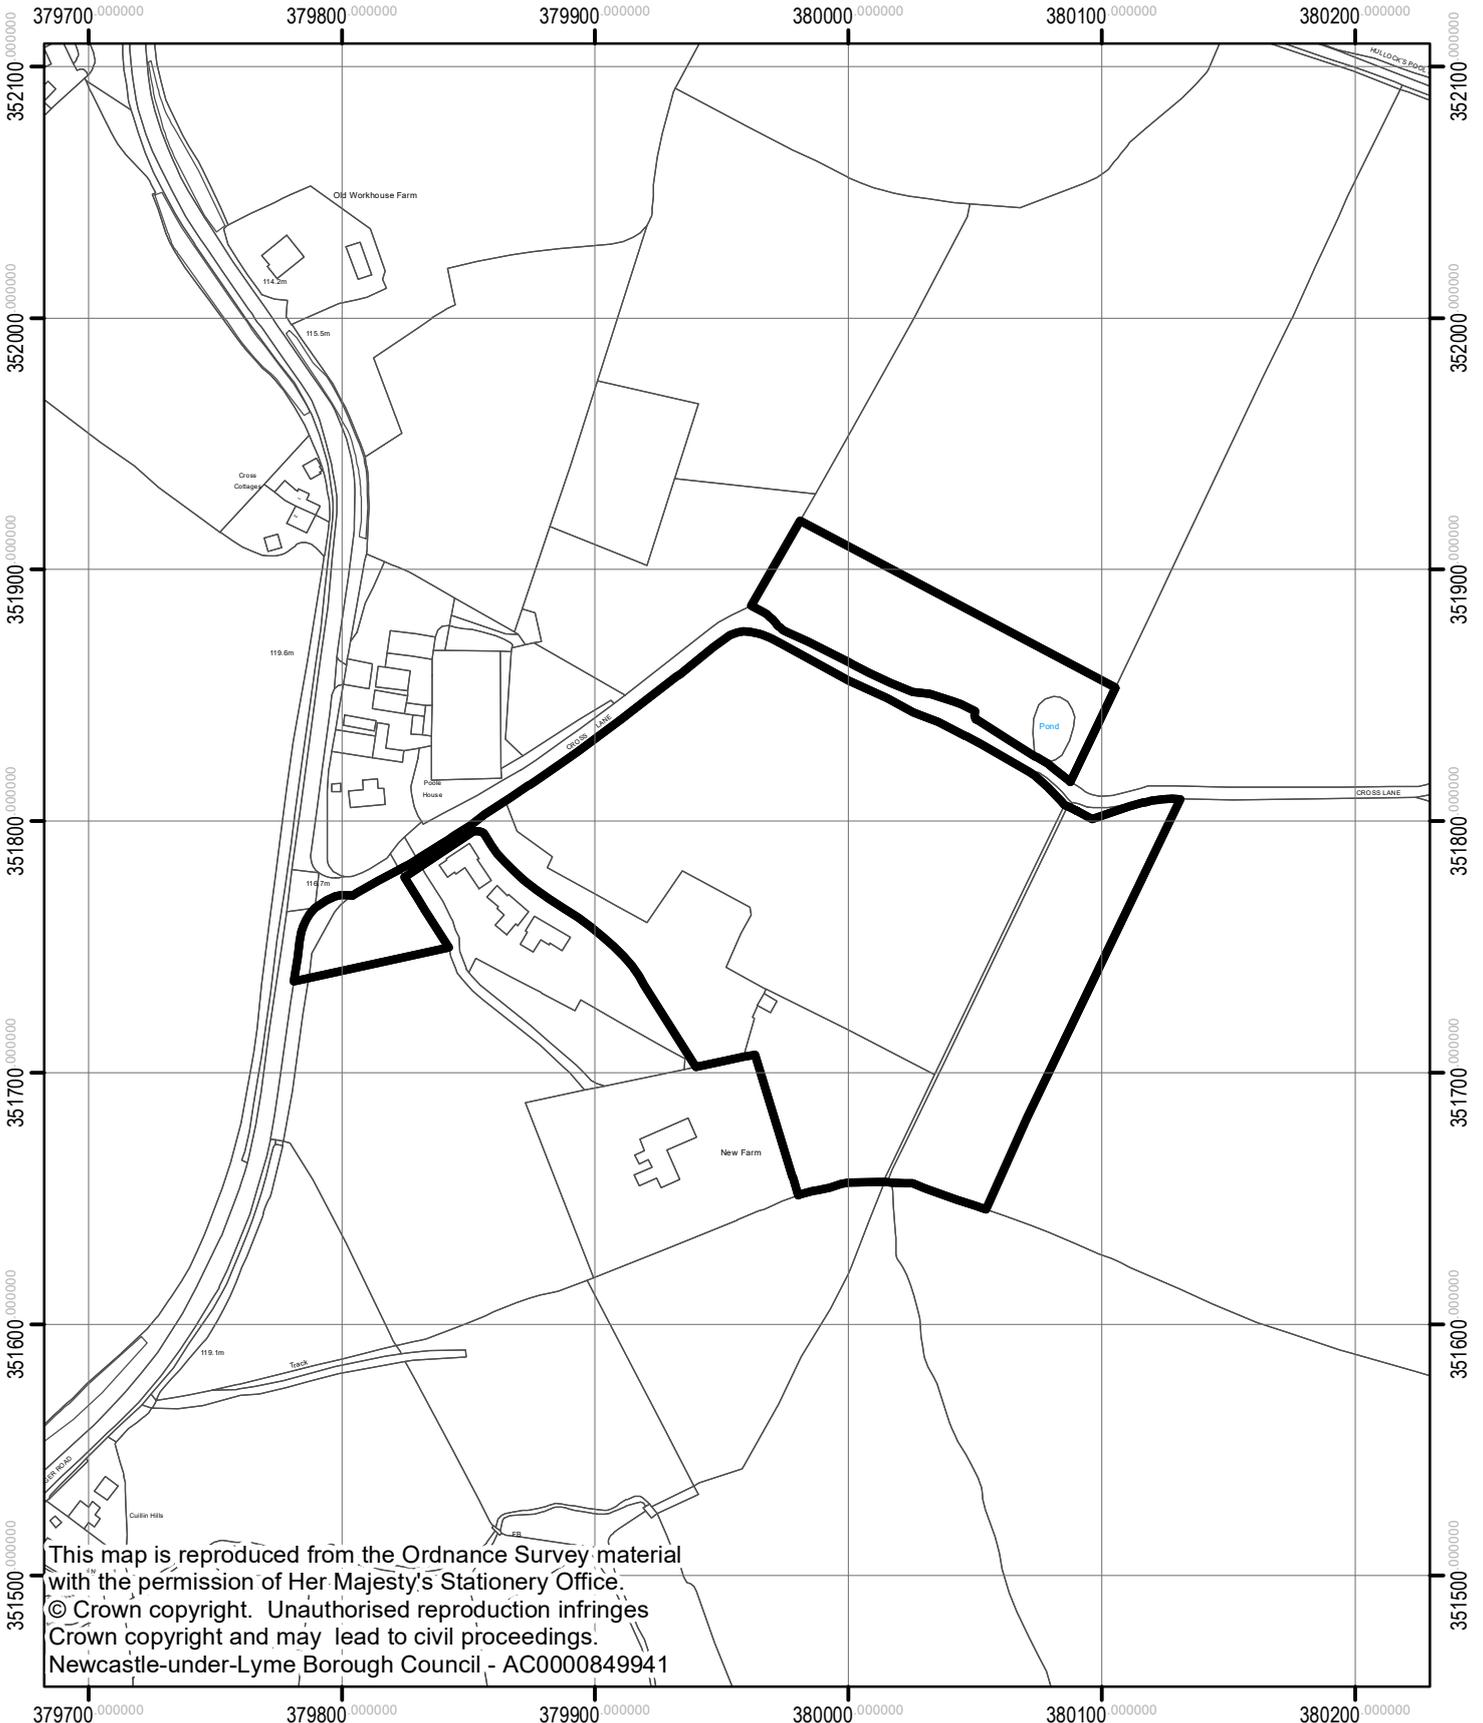 379700.000000 379800.000000 379900.000000 380000.000000 380100.000000 380200.000000
352100.000000
352100.000000
HULLOCK'S POOL
Old Workhouse Farm
114.2m
352000.000000
352000.000000
115.5m
Cross
Cottages
351900.000000
351900.000000
119.6m
CROSS LANE
Pond
Poole
House
CROSS LANE
351800.000000
351800.000000
116.7m
351700.000000
351700.000000
New Farm
351600.000000
351600.000000
119.1m
Track
GER ROAD
Cuillin Hills
FB
351500.000000
351500.000000
This map is reproduced from the Ordnance Survey material
with the permission of Her Majesty's Stationery Office.
© Crown copyright. Unauthorised reproduction infringes
Crown copyright and may lead to civil proceedings.
Newcastle-under-Lyme Borough Council - AC0000849941
379700.000000 379800.000000 379900.000000 380000.000000 380100.000000 380200.000000